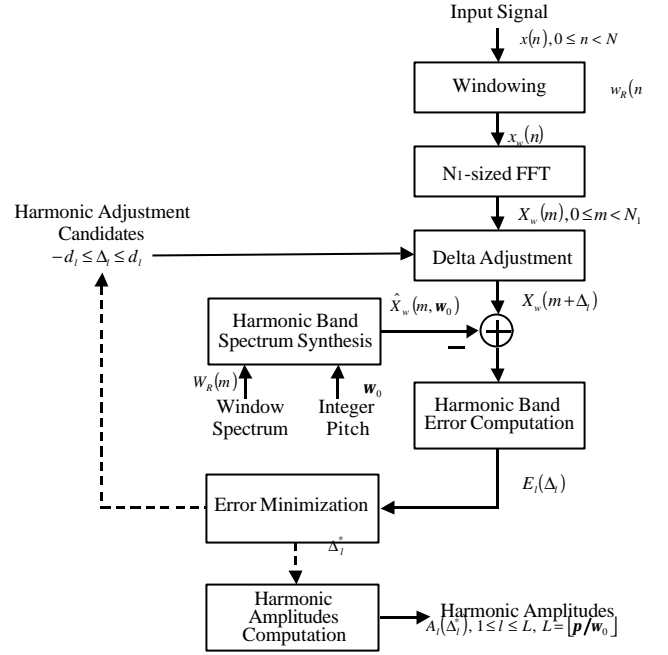 Input Signal
x(n), 0 ≤ n < N
Windowing
w_R(n
x_w(n)
N1-sized FFT
X_w(m), 0 ≤ m < N_1
Harmonic Adjustment
Candidates
−d_l ≤ Δ_l ≤ d_l
Delta Adjustment
X̂_w(m, w_0)
X_w(m + Δ_l)
Harmonic Band
Spectrum Synthesis
+
−
W_R(m)
w_0
Window
Spectrum
Integer
Pitch
Harmonic Band
Error Computation
E_l(Δ_l)
Error Minimization
Δ_l^*
Harmonic
Amplitudes
Computation
Harmonic Amplitudes
A_l(Δ_l^*), 1 ≤ l ≤ L, L = ⌊p/w_0⌋